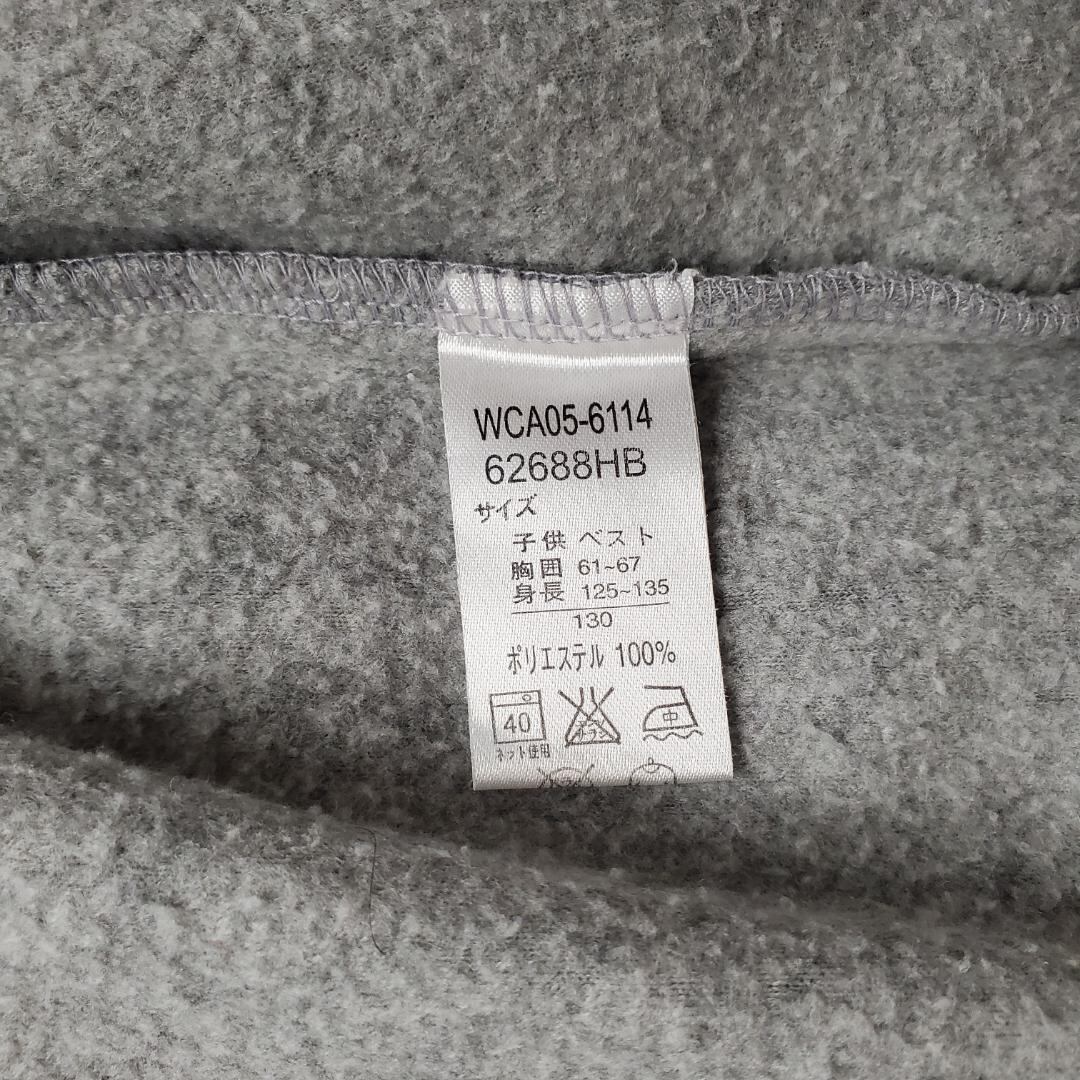 WCA05-6114
62688HB
サイズ
子供 ベスト
胸囲 61~67
身長 125~135
130
ポリエステル 100%
40 中
ネット使用